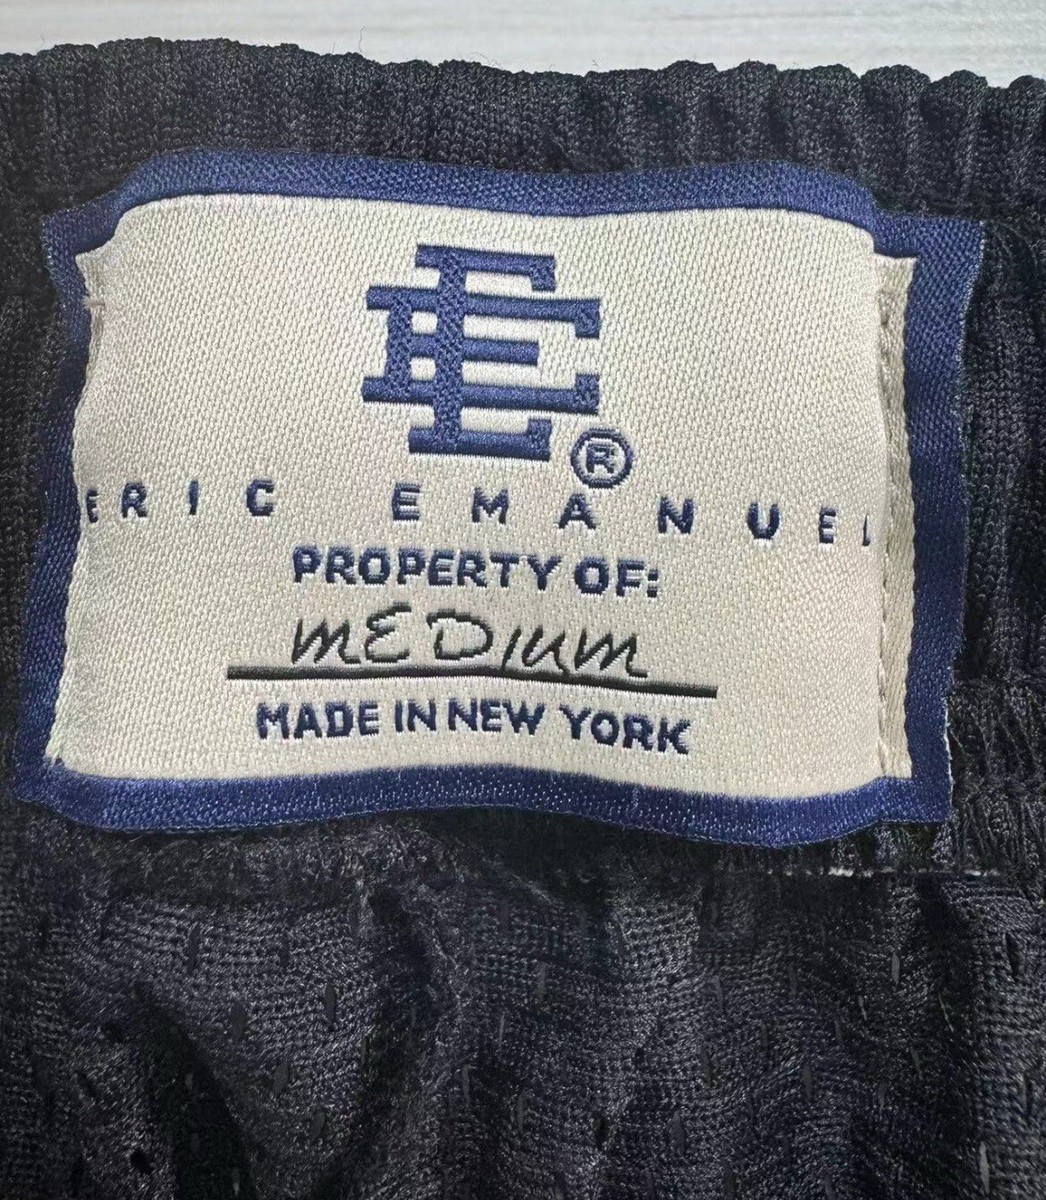 EE
®
ERIC EMANUEL
PROPERTY OF:
MEDIUM
MADE IN NEW YORK